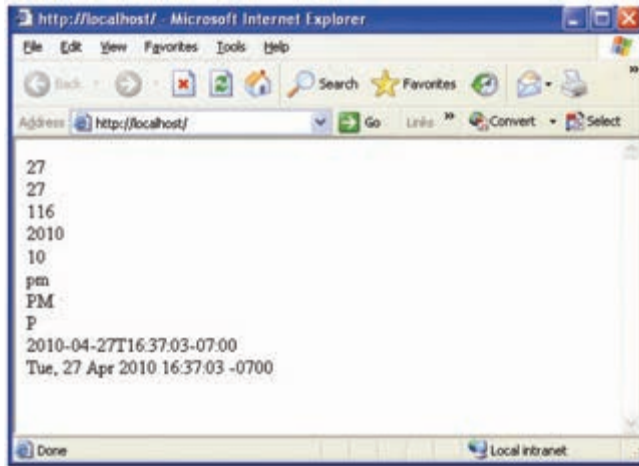 http://localhost/ - Microsoft Internet Explorer
File Edit View Favorites Tools Help
Back Search Favorites »
Address http://localhost/ Go Links » Convert Select
27
27
116
2010
10
pm
PM
P
2010-04-27T16:37:03-07:00
Tue, 27 Apr 2010 16:37:03 -0700
Done Local intranet